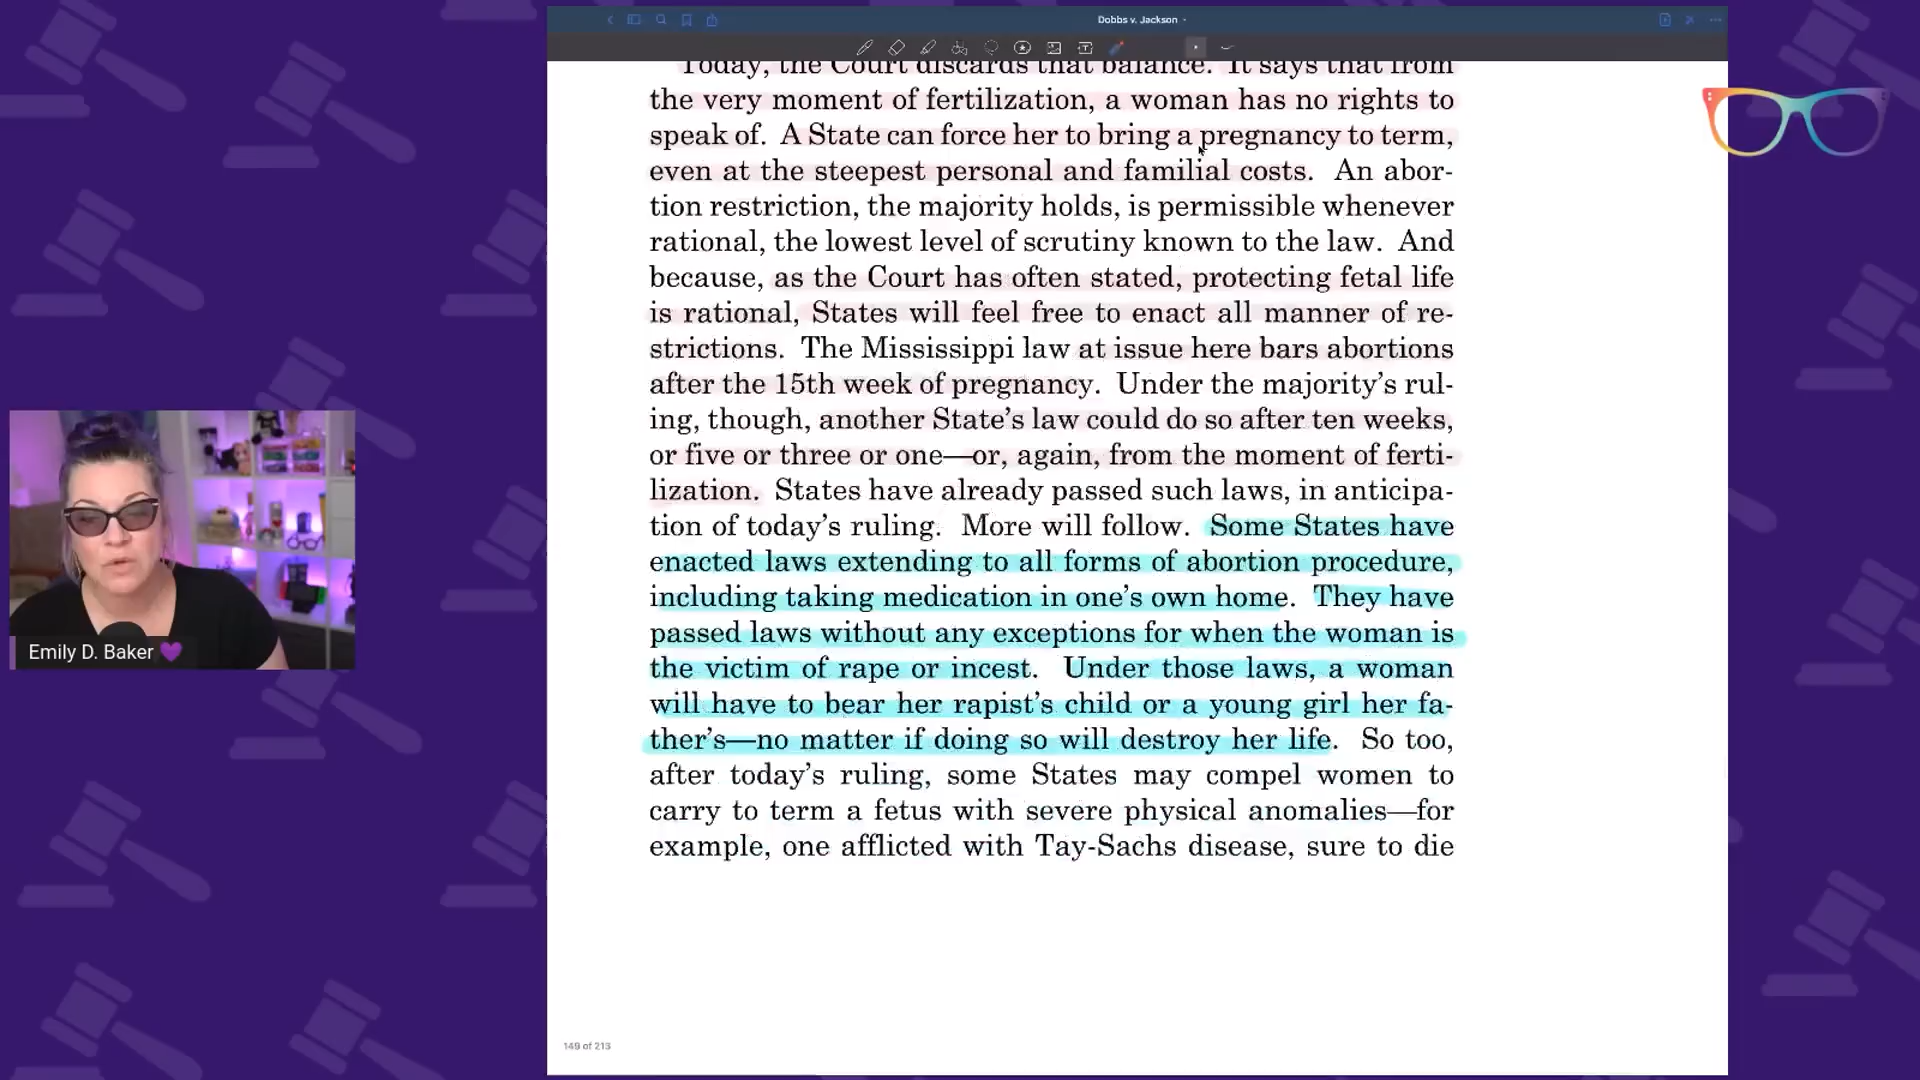 Dobbs v. Jackson
Today, the Court discards that balance. It says that from
the very moment of fertilization, a woman has no rights to
speak of. A State can force her to bring a pregnancy to term,
even at the steepest personal and familial costs. An abor-
tion restriction, the majority holds, is permissible whenever
rational, the lowest level of scrutiny known to the law. And
because, as the Court has often stated, protecting fetal life
is rational, States will feel free to enact all manner of re-
strictions. The Mississippi law at issue here bars abortions
after the 15th week of pregnancy. Under the majority’s rul-
ing, though, another State’s law could do so after ten weeks,
or five or three or one—or, again, from the moment of ferti-
lization. States have already passed such laws, in anticipa-
tion of today’s ruling. More will follow. Some States have
enacted laws extending to all forms of abortion procedure,
including taking medication in one’s own home. They have
passed laws without any exceptions for when the woman is
the victim of rape or incest. Under those laws, a woman
will have to bear her rapist’s child or a young girl her fa-
ther’s—no matter if doing so will destroy her life. So too,
after today’s ruling, some States may compel women to
carry to term a fetus with severe physical anomalies—for
example, one afflicted with Tay-Sachs disease, sure to die
149 of 213
Emily D. Baker 💜